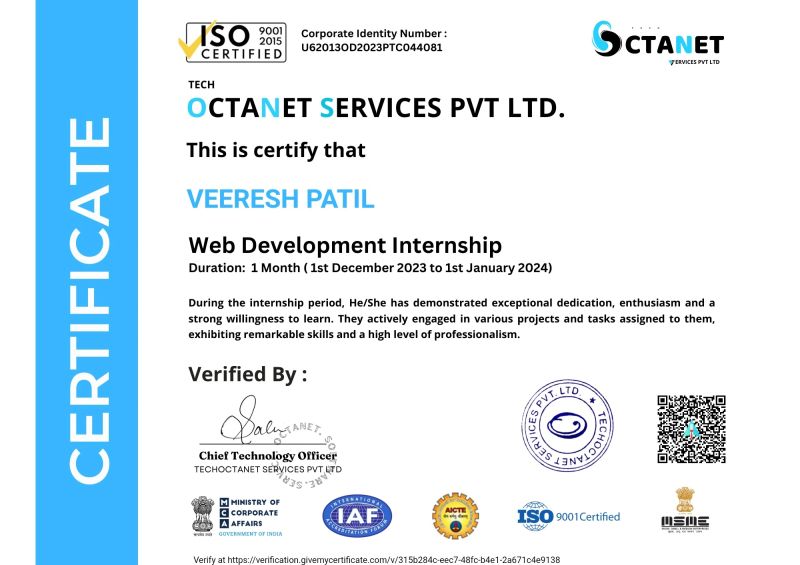 CERTIFICATE
ISO 9001
2015
CERTIFIED
Corporate Identity Number :
U62013OD2023PTC044081
OCTANET
SERVICES PVT LTD
TECH
OCTANET SERVICES PVT LTD.
This is certify that
VEERESH PATIL
Web Development Internship
Duration: 1 Month ( 1st December 2023 to 1st January 2024)
During the internship period, He/She has demonstrated exceptional dedication, enthusiasm and a
strong willingness to learn. They actively engaged in various projects and tasks assigned to them,
exhibiting remarkable skills and a high level of professionalism.
Verified By :
Chief Technology Officer
TECHOCTANET SERVICES PVT LTD
TECHOCTANET SERVICES PVT. LTD.
MCA
MINISTRY OF
CORPORATE
AFFAIRS
GOVERNMENT OF INDIA
INTERNATIONAL
IAF
ACCREDITATION FORUM
AICTE
ISO 9001Certified
MSME
Verify at https://verification.givemycertificate.com/v/315b284c-eec7-48fc-b4e1-2a671c4e9138